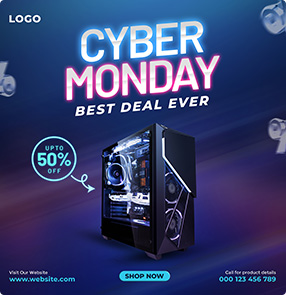 LOGO
CYBER
MONDAY
BEST DEAL EVER
UPTO
50%
OFF
Visit Our Website
www.website.com
SHOP NOW
Call for product details
000 123 456 789